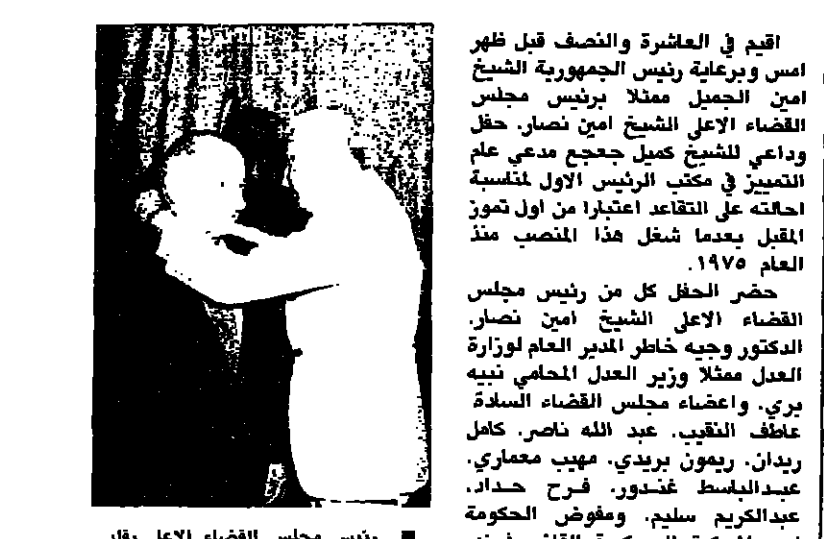 اقيم في العاشرة والنصف قبل ظهر
امس وبرعاية رئيس الجمهورية الشيخ
امين الجميل ممثلا برئيس مجلس
القضاء الاعلى الشيخ امين نصار. حفل
وداعي للشيخ كميل جعجع مدعي عام
التمييز في مكتب الرئيس الاول لمناسبة
احالته على التقاعد اعتبارا من اول تموز
المقبل بعدما شغل هذا المنصب منذ
العام ١٩٧٥.
حضر الحفل كل من رئيس مجلس
القضاء الاعلى الشيخ امين نصار.
الدكتور وجيه خاطر المدير العام لوزارة
العدل ممثلا وزير العدل المحامي نبيه
بري. واعضاء مجلس القضاء السادة
عاطف النقيب. عبد الله ناصر. كامل
ريدان. ريمون بريدي. مهيب معماري.
عبدالباسط غندور. فرح حداد.
عبدالكريم سليم. ومفوض الحكومة
رئيس مجلس القضاء الاعلى